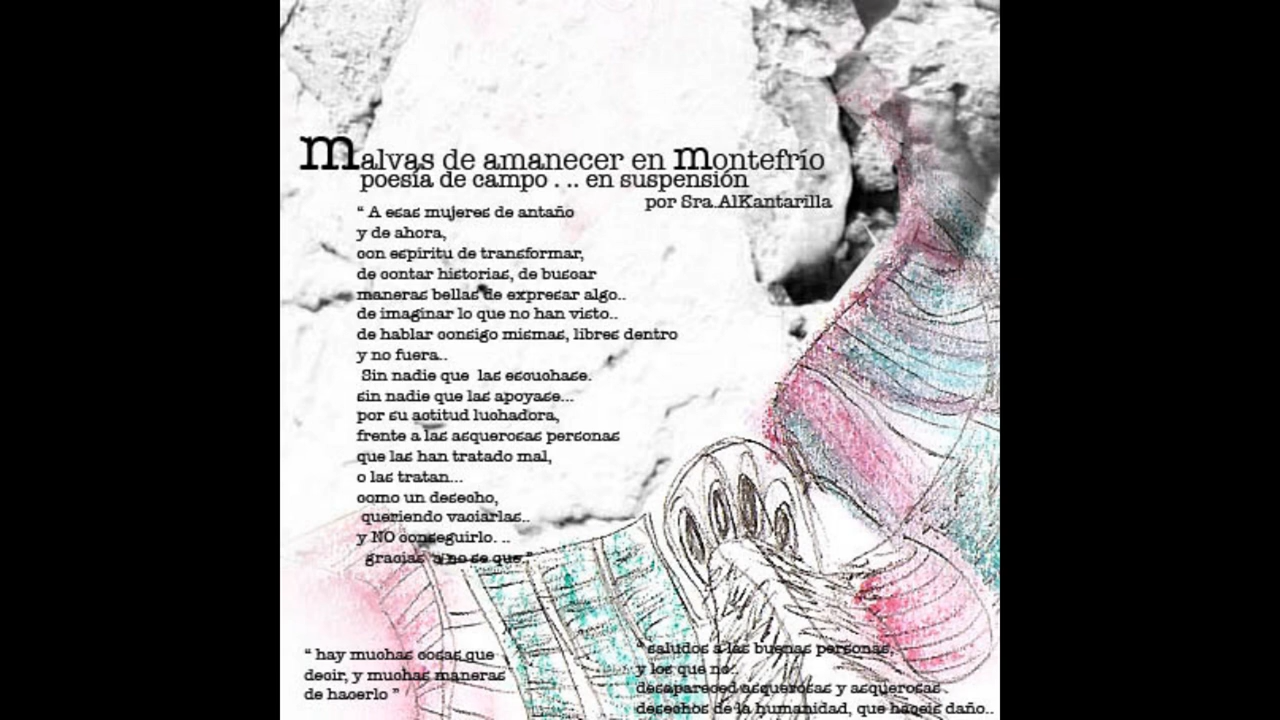 malvas de amanecer en montefrío
poesía de campo . .. en suspensión
por Sra.AlKantarilla
“ A esas mujeres de antaño
y de ahora,
con espiritu de transformar,
de contar historias, de buscar
maneras bellas de expresar algo..
de imaginar lo que no han visto..
de hablar consigo mismas, libres dentro
y no fuera..
Sin nadie que las escuchase.
sin nadie que las apoyase...
por su actitud luchadora,
frente a las asquerosas personas
que las han tratado mal,
o las tratan...
como un desecho,
queriendo vaciarlas..
y NO conseguirlo. ..
gracias a no se que ”
“ hay muchas cosas que
decir, y muchas maneras
de hacerlo ”
“ saludos a las buenas personas,
y los que no..
desapareced asquerosas y asquerosas .
desechos de la humanidad, que haceis daño..